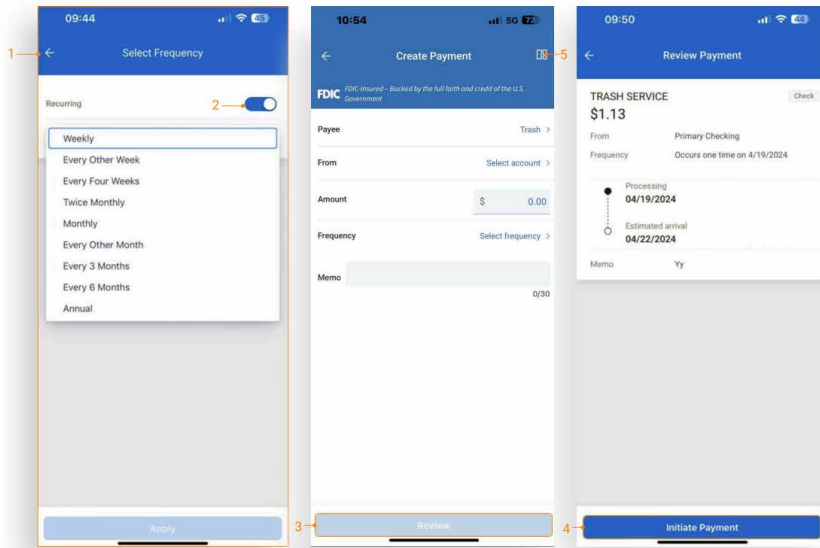 09:44
48
1
Select Frequency
Recurring
2
Weekly
Every Other Week
Every Four Weeks
Twice Monthly
Monthly
Every Other Month
Every 3 Months
Every 6 Months
Annual
Apply
10:54
5G 72
Create Payment
5
FDIC FDIC-Insured – Backed by the full faith and credit of the U.S.
Government
Payee Trash >
From Select account >
Amount $ 0.00
Frequency Select frequency >
Memo
0/30
3
Review
09:50
Review Payment
TRASH SERVICE Check
$1.13
From Primary Checking
Frequency Occurs one time on 4/19/2024
Processing
04/19/2024
Estimated arrival
04/22/2024
Memo Yy
4
Initiate Payment